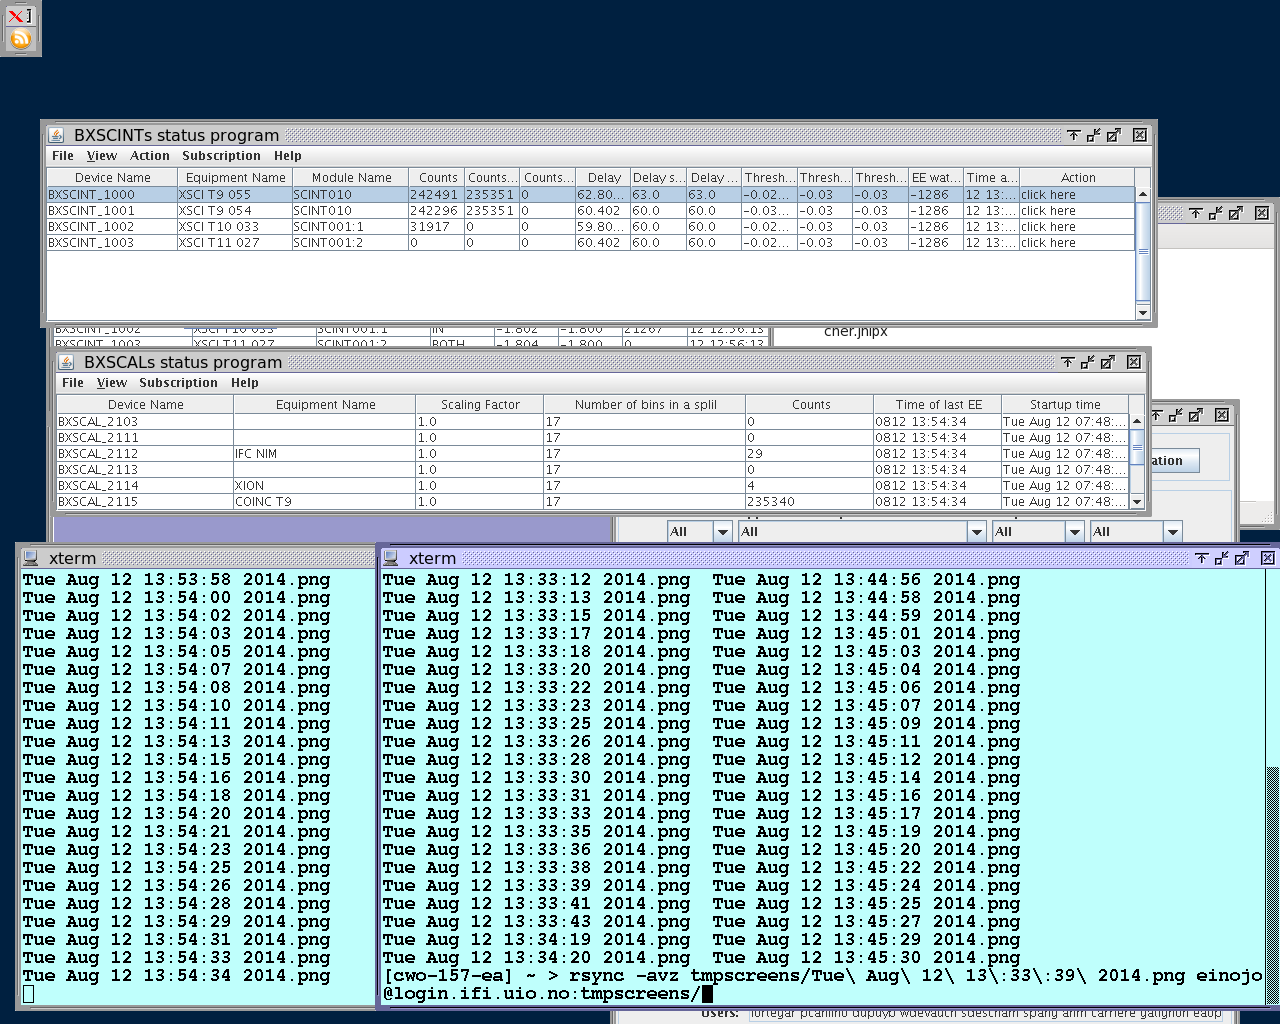 BXSCINTs status program
File View Action Subscription Help
Device Name Equipment Name Module Name Counts Counts... Counts... Delay Delay s... Delay ... Thresh... Thresh... Thresh... EE wat... Time a... Action
BXSCINT_1000 XSCI T9 055 SCINT010 242491 235351 0 62.80... 63.0 63.0 -0.02... -0.03 -0.03 -1286 12 13:... click here
BXSCINT_1001 XSCI T9 054 SCINT010 242296 235351 0 60.402 60.0 60.0 -0.02... -0.03 -0.03 -1286 12 13:... click here
BXSCINT_1002 XSCI T10 033 SCINT001:1 31917 0 0 59.80... 60.0 60.0 -0.02... -0.03 -0.03 -1286 12 13:... click here
BXSCINT_1003 XSCI T11 027 SCINT001:2 0 0 0 60.402 60.0 60.0 -0.02... -0.03 -0.03 -1286 12 13:... click here
BXSCINT_1002 XSCI T10 033 SCINT001:1 IN -1.802 -1.800 21267 12 12:56:13
cher.jnlpx
BXSCINT_1003 XSCI T11 027 SCINT001:2 BOTH -1.804 -1.800 0 12 12:56:13
BXSCALs status program
File View Subscription Help
Device Name Equipment Name Scaling Factor Number of bins in a splil Counts Time of last EE Startup time
BXSCAL_2103 1.0 17 0 0812 13:54:34 Tue Aug 12 07:48:...
BXSCAL_2111 1.0 17 0 0812 13:54:34 Tue Aug 12 07:48:...
BXSCAL_2112 IFC NIM 1.0 17 29 0812 13:54:34 Tue Aug 12 07:48:...
BXSCAL_2113 1.0 17 0 0812 13:54:34 Tue Aug 12 07:48:...
BXSCAL_2114 XION 1.0 17 4 0812 13:54:34 Tue Aug 12 07:48:...
BXSCAL_2115 COINC T9 1.0 17 235340 0812 13:54:34 Tue Aug 12 07:48:...
ation
All All All All
xterm
Tue Aug 12 13:53:58 2014.png
Tue Aug 12 13:54:00 2014.png
Tue Aug 12 13:54:02 2014.png
Tue Aug 12 13:54:03 2014.png
Tue Aug 12 13:54:05 2014.png
Tue Aug 12 13:54:07 2014.png
Tue Aug 12 13:54:08 2014.png
Tue Aug 12 13:54:10 2014.png
Tue Aug 12 13:54:11 2014.png
Tue Aug 12 13:54:13 2014.png
Tue Aug 12 13:54:15 2014.png
Tue Aug 12 13:54:16 2014.png
Tue Aug 12 13:54:18 2014.png
Tue Aug 12 13:54:20 2014.png
Tue Aug 12 13:54:21 2014.png
Tue Aug 12 13:54:23 2014.png
Tue Aug 12 13:54:25 2014.png
Tue Aug 12 13:54:26 2014.png
Tue Aug 12 13:54:28 2014.png
Tue Aug 12 13:54:29 2014.png
Tue Aug 12 13:54:31 2014.png
Tue Aug 12 13:54:33 2014.png
Tue Aug 12 13:54:34 2014.png
xterm
Tue Aug 12 13:33:12 2014.png Tue Aug 12 13:44:56 2014.png
Tue Aug 12 13:33:13 2014.png Tue Aug 12 13:44:58 2014.png
Tue Aug 12 13:33:15 2014.png Tue Aug 12 13:44:59 2014.png
Tue Aug 12 13:33:17 2014.png Tue Aug 12 13:45:01 2014.png
Tue Aug 12 13:33:18 2014.png Tue Aug 12 13:45:03 2014.png
Tue Aug 12 13:33:20 2014.png Tue Aug 12 13:45:04 2014.png
Tue Aug 12 13:33:22 2014.png Tue Aug 12 13:45:06 2014.png
Tue Aug 12 13:33:23 2014.png Tue Aug 12 13:45:07 2014.png
Tue Aug 12 13:33:25 2014.png Tue Aug 12 13:45:09 2014.png
Tue Aug 12 13:33:26 2014.png Tue Aug 12 13:45:11 2014.png
Tue Aug 12 13:33:28 2014.png Tue Aug 12 13:45:12 2014.png
Tue Aug 12 13:33:30 2014.png Tue Aug 12 13:45:14 2014.png
Tue Aug 12 13:33:31 2014.png Tue Aug 12 13:45:16 2014.png
Tue Aug 12 13:33:33 2014.png Tue Aug 12 13:45:17 2014.png
Tue Aug 12 13:33:35 2014.png Tue Aug 12 13:45:19 2014.png
Tue Aug 12 13:33:36 2014.png Tue Aug 12 13:45:20 2014.png
Tue Aug 12 13:33:38 2014.png Tue Aug 12 13:45:22 2014.png
Tue Aug 12 13:33:39 2014.png Tue Aug 12 13:45:24 2014.png
Tue Aug 12 13:33:41 2014.png Tue Aug 12 13:45:25 2014.png
Tue Aug 12 13:33:43 2014.png Tue Aug 12 13:45:27 2014.png
Tue Aug 12 13:34:19 2014.png Tue Aug 12 13:45:29 2014.png
Tue Aug 12 13:34:20 2014.png Tue Aug 12 13:45:30 2014.png
[cwo-157-ea] ~ > rsync -avz tmpscreens/Tue\ Aug\ 12\ 13\:33\:39\ 2014.png einojo
@login.ifi.uio.no:tmpscreens/
Users: